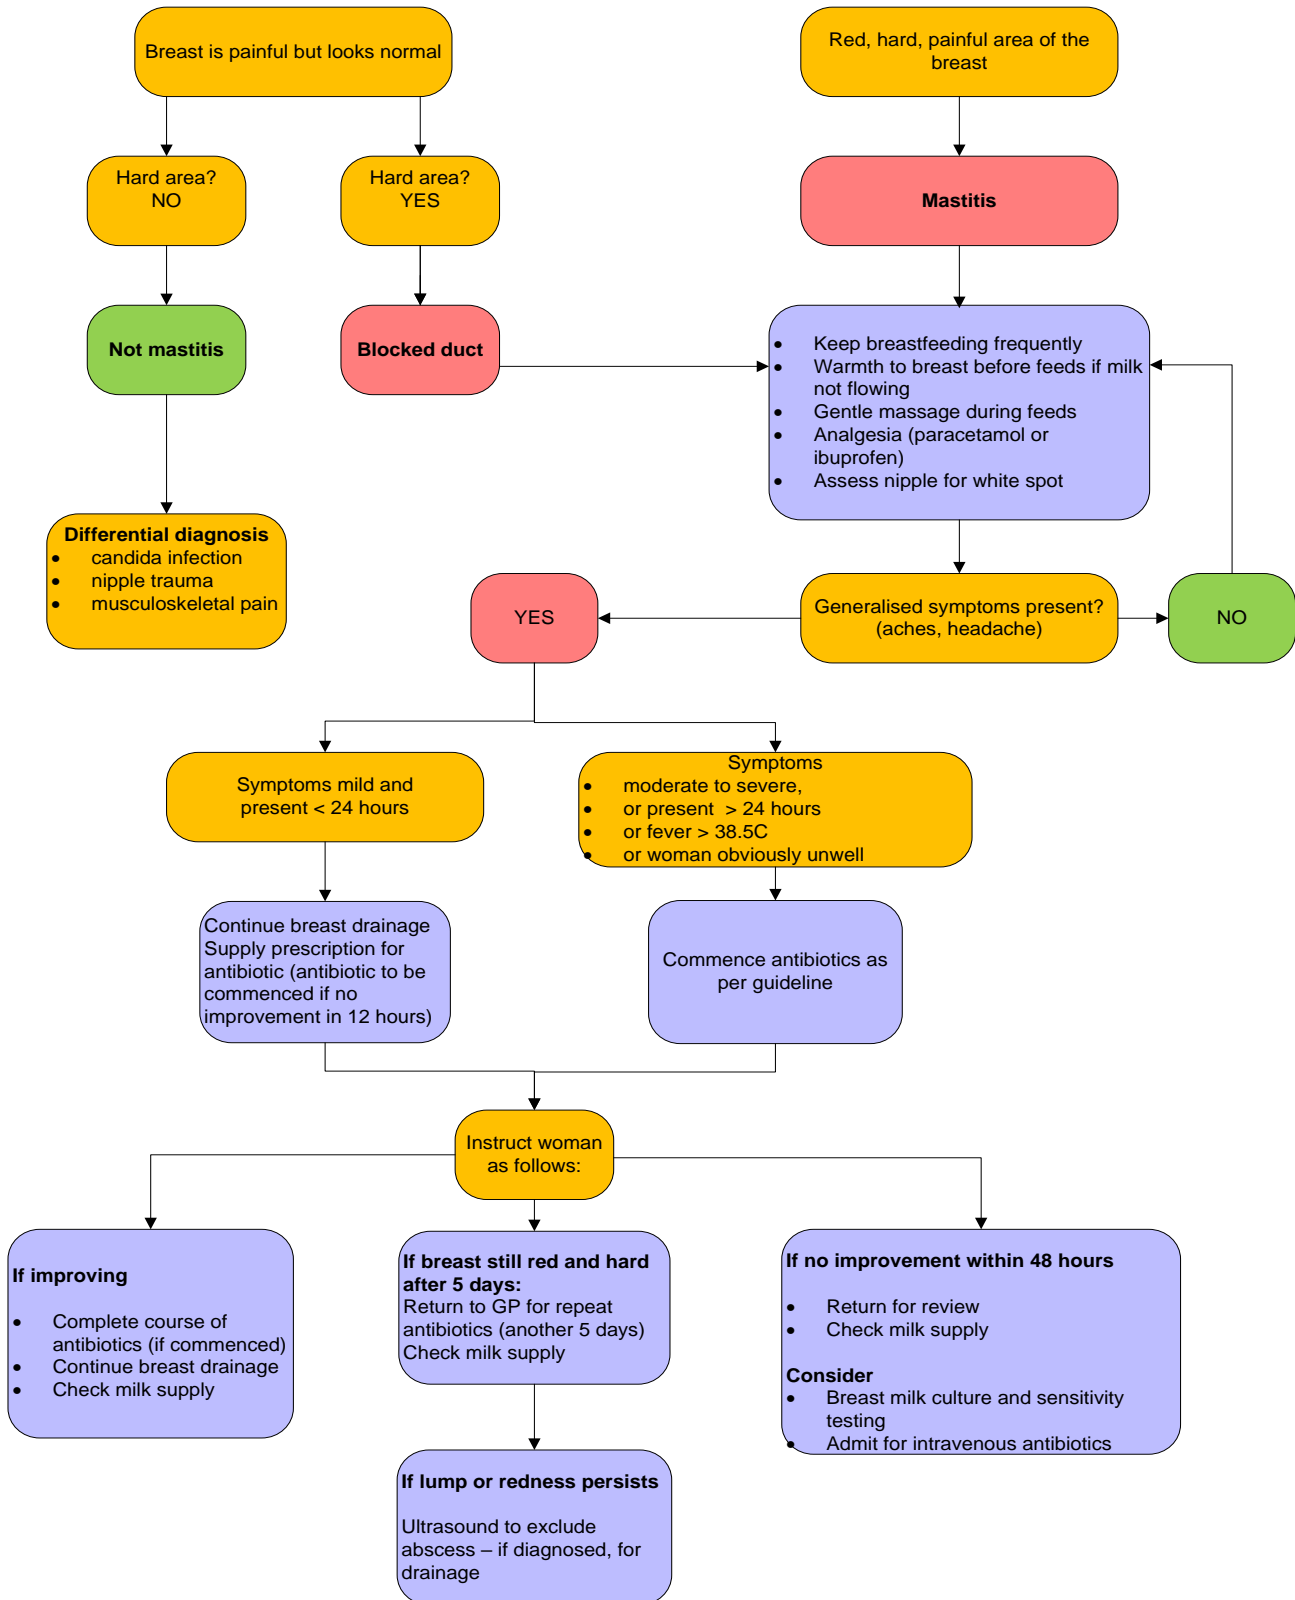 Breast is painful but looks normal
Red, hard, painful area of the
breast
Hard area?
NO
Hard area?
YES
Mastitis
Not mastitis
Blocked duct
• Keep breastfeeding frequently
• Warmth to breast before feeds if milk
not flowing
• Gentle massage during feeds
• Analgesia (paracetamol or
ibuprofen)
• Assess nipple for white spot
Differential diagnosis
• candida infection
• nipple trauma
• musculoskeletal pain
YES
Generalised symptoms present?
(aches, headache)
NO
Symptoms mild and
present < 24 hours
Symptoms
• moderate to severe,
• or present > 24 hours
• or fever > 38.5C
• or woman obviously unwell
Continue breast drainage
Supply prescription for
antibiotic (antibiotic to be
commenced if no
improvement in 12 hours)
Commence antibiotics as
per guideline
Instruct woman
as follows:
If improving
• Complete course of
antibiotics (if commenced)
• Continue breast drainage
• Check milk supply
If breast still red and hard
after 5 days:
Return to GP for repeat
antibiotics (another 5 days)
Check milk supply
If no improvement within 48 hours
• Return for review
• Check milk supply
Consider
• Breast milk culture and sensitivity
testing
• Admit for intravenous antibiotics
If lump or redness persists
Ultrasound to exclude
abscess – if diagnosed, for
drainage